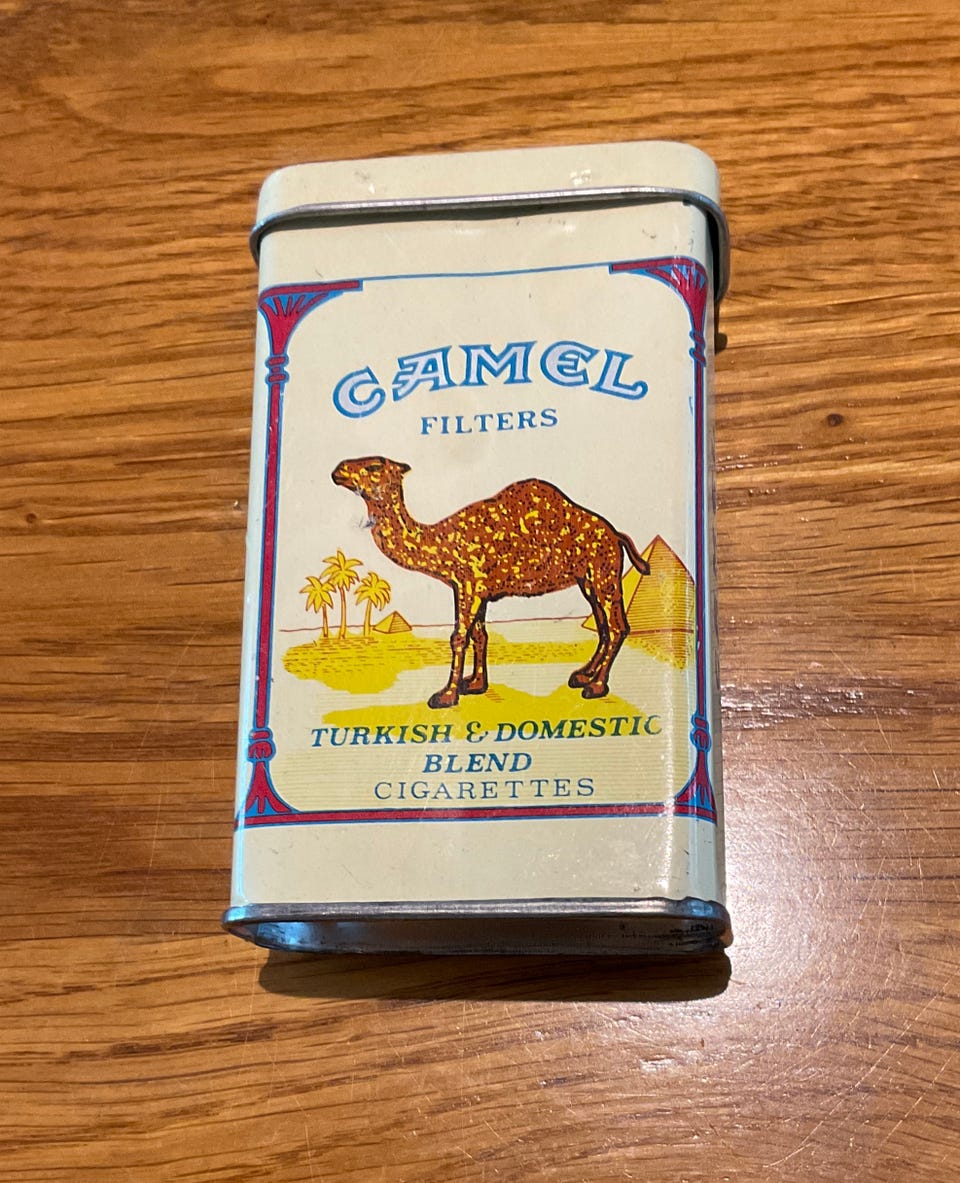 CAMEL
FILTERS
TURKISH & DOMESTIC
BLEND
CIGARETTES